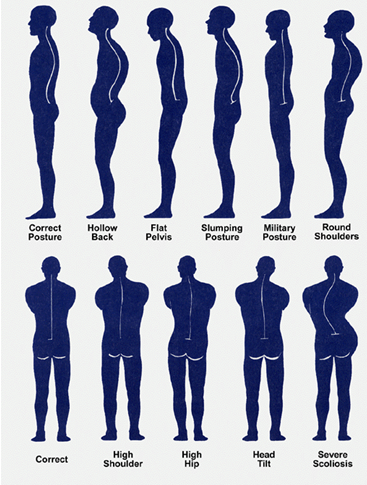 Correct Posture
Hollow Back
Flat Pelvis
Slumping Posture
Military Posture
Round Shoulders
Correct
High Shoulder
High Hip
Head Tilt
Severe Scoliosis